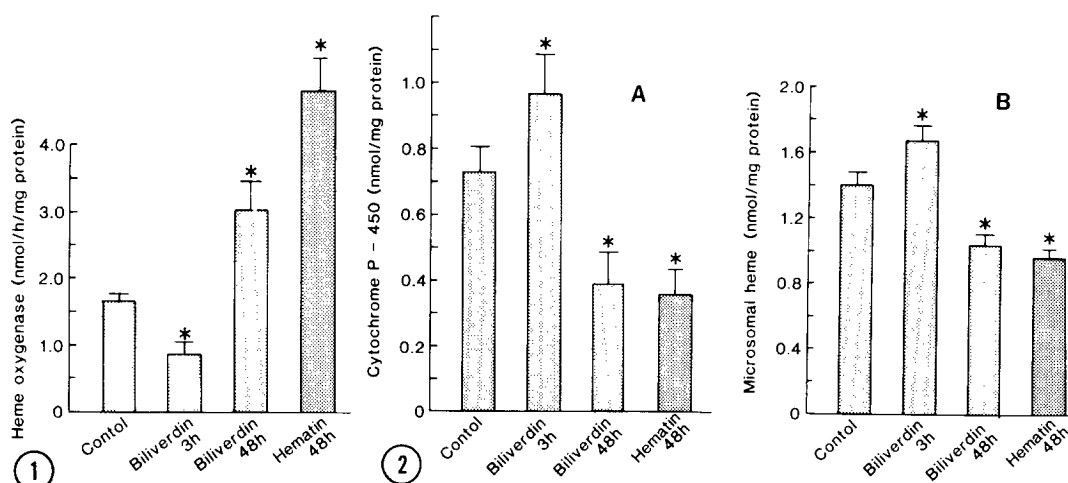 Heme oxygenase (nmol/h/mg protein)
4.0
3.0
2.0
1.0
0
*
*
*
Contol
Biliverdin 3h
Biliverdin 48h
Hematin 48h
1
Cytochrome P - 450 (nmol/mg protein)
1.0
0.8
0.6
0.4
0.2
0
A
*
*
*
Contol
Biliverdin 3h
Biliverdin 48h
Hematin 48h
2
Microsomal heme (nmol/mg protein)
2.0
1.6
1.2
0.8
0.4
0
B
*
*
*
Control
Biliverdin 3h
Biliverdin 48h
Hematin 48h